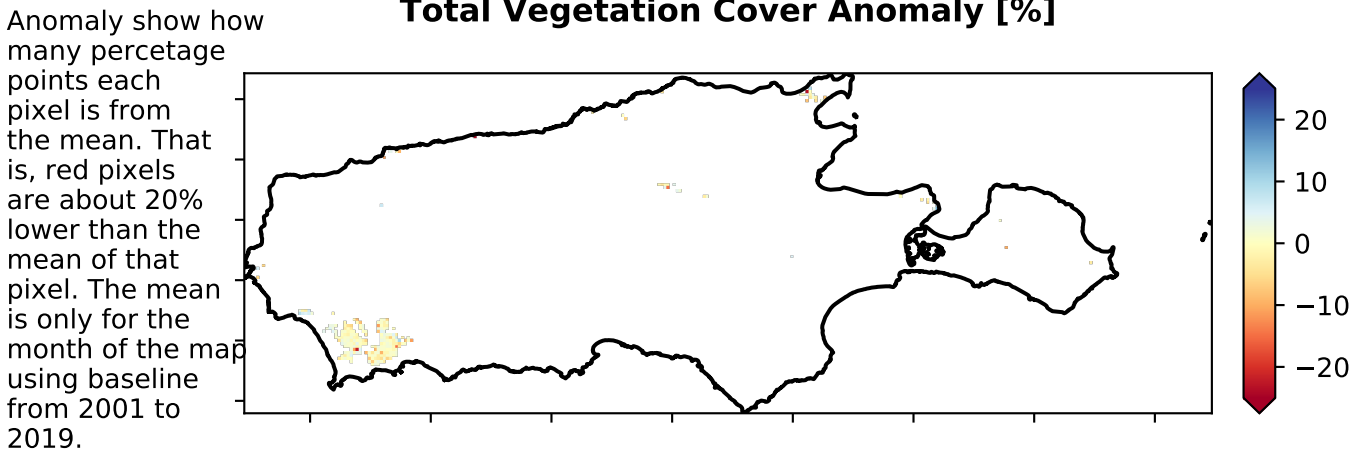 Total Vegetation Cover Anomaly [%]
Anomaly show how
many percetage
points each
pixel is from
the mean. That
is, red pixels
are about 20%
lower than the
mean of that
pixel. The mean
is only for the
month of the map
using baseline
from 2001 to
2019.
20
10
0
−10
−20